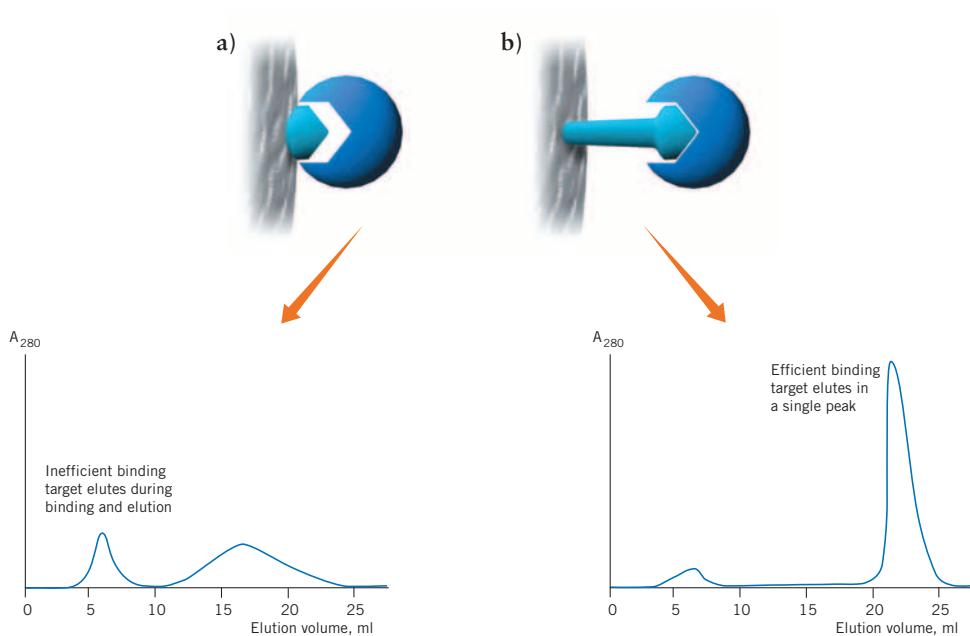 a)
b)
A280
Inefficient binding
target elutes during
binding and elution
0 5 10 15 20 25
Elution volume, ml
A280
Efficient binding
target elutes in
a single peak
0 5 10 15 20 25
Elution volume, ml